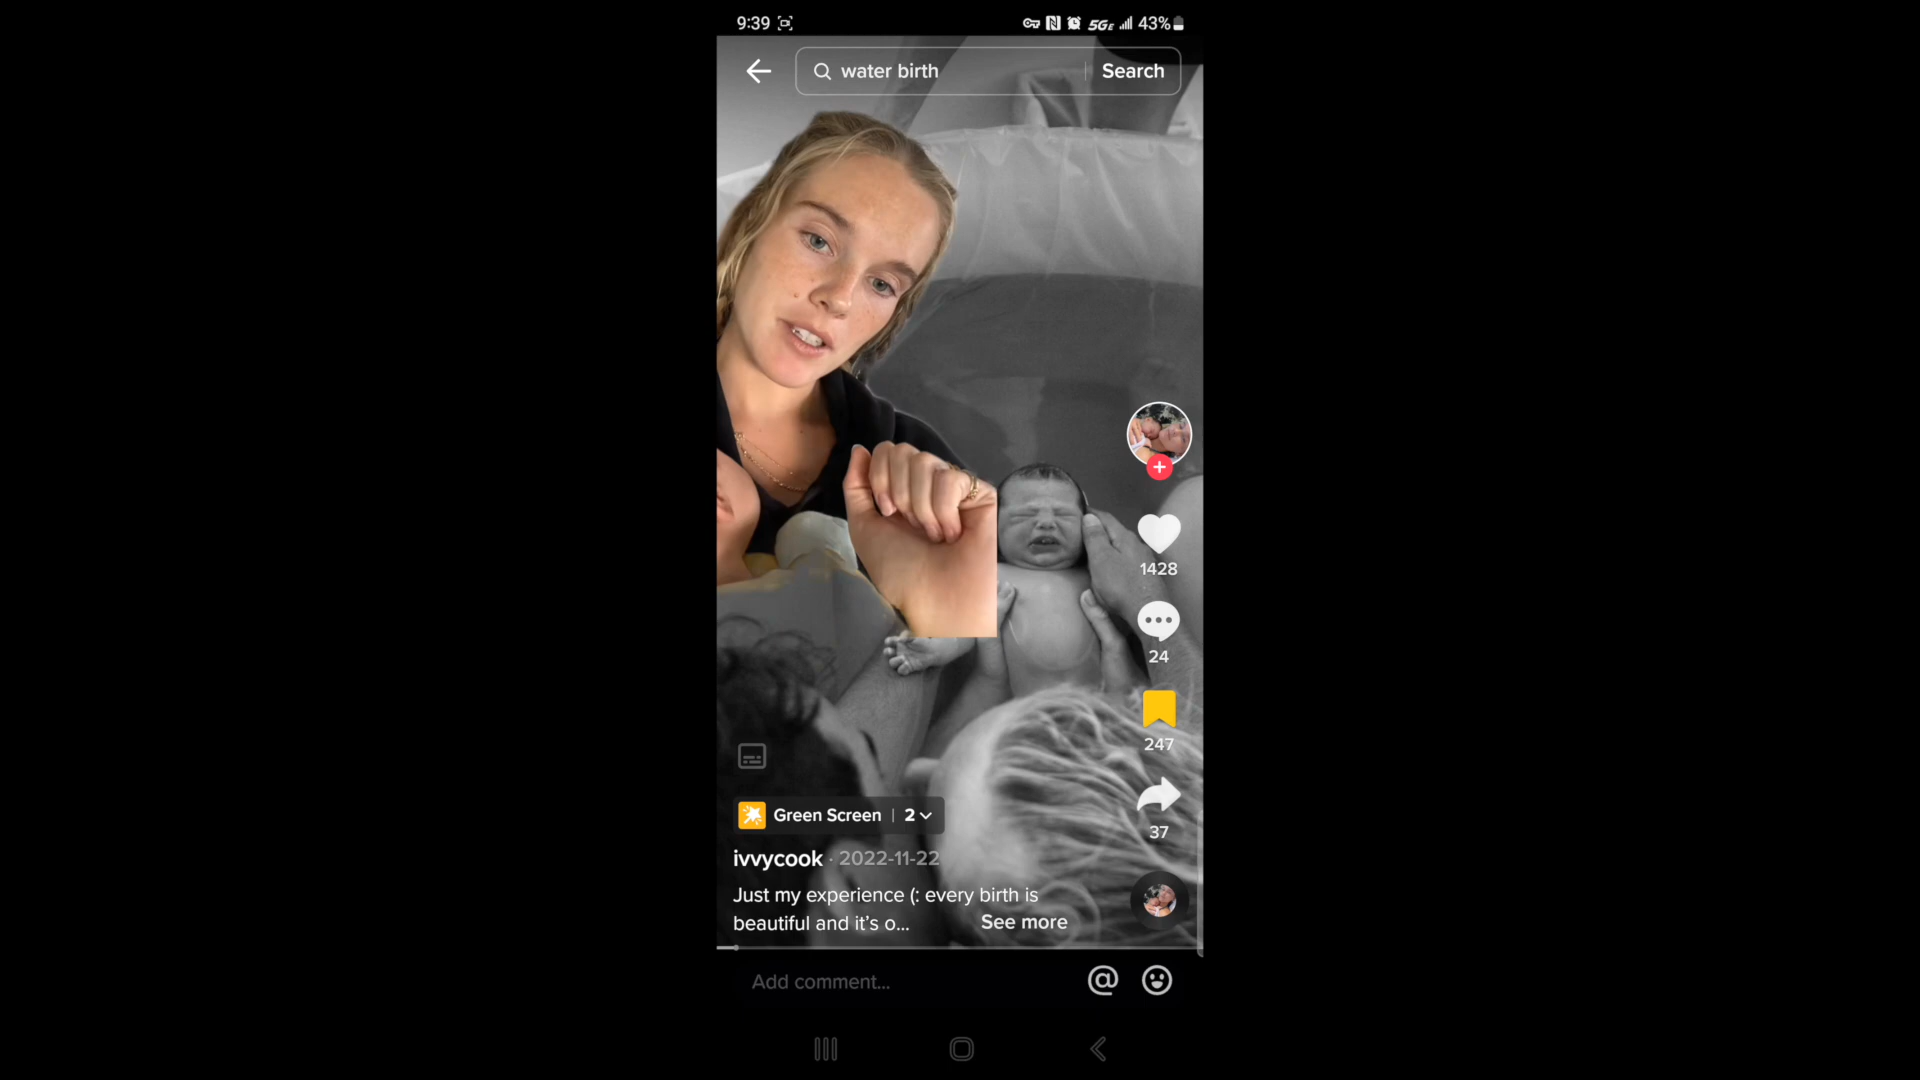 9:39 5GE 43%
water birth Search
1428
24
247
37
Green Screen | 2
ivvycook · 2022-11-22
Just my experience (: every birth is
beautiful and it's o... See more
Add comment...